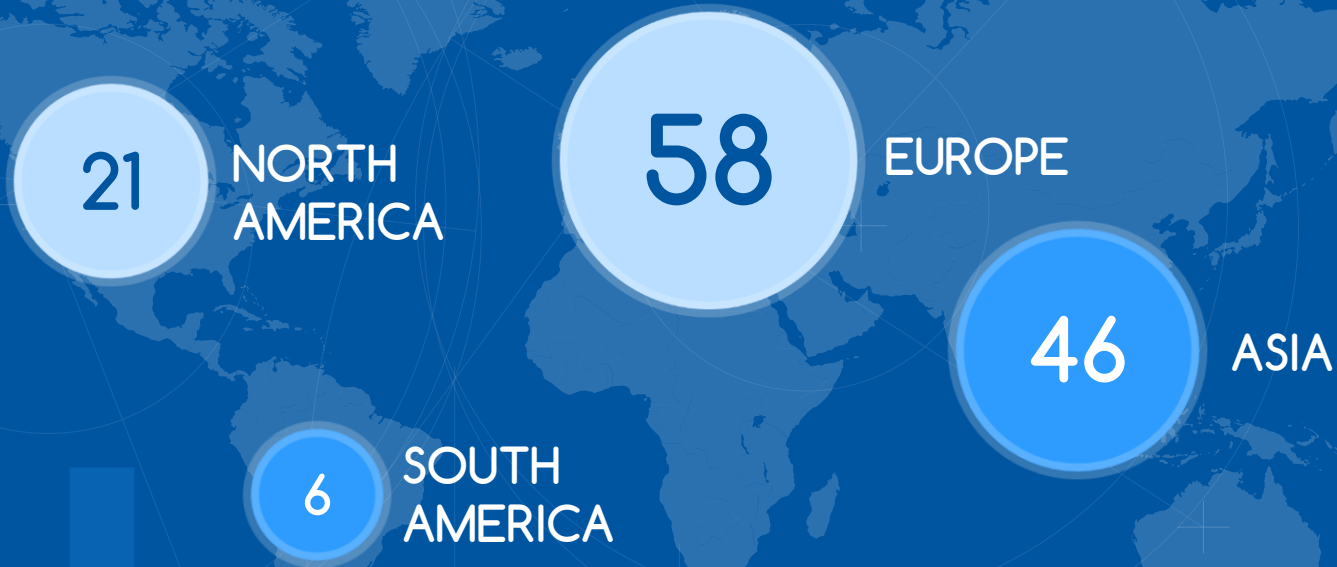 21
NORTH
AMERICA
58
EUROPE
46
ASIA
6
SOUTH
AMERICA